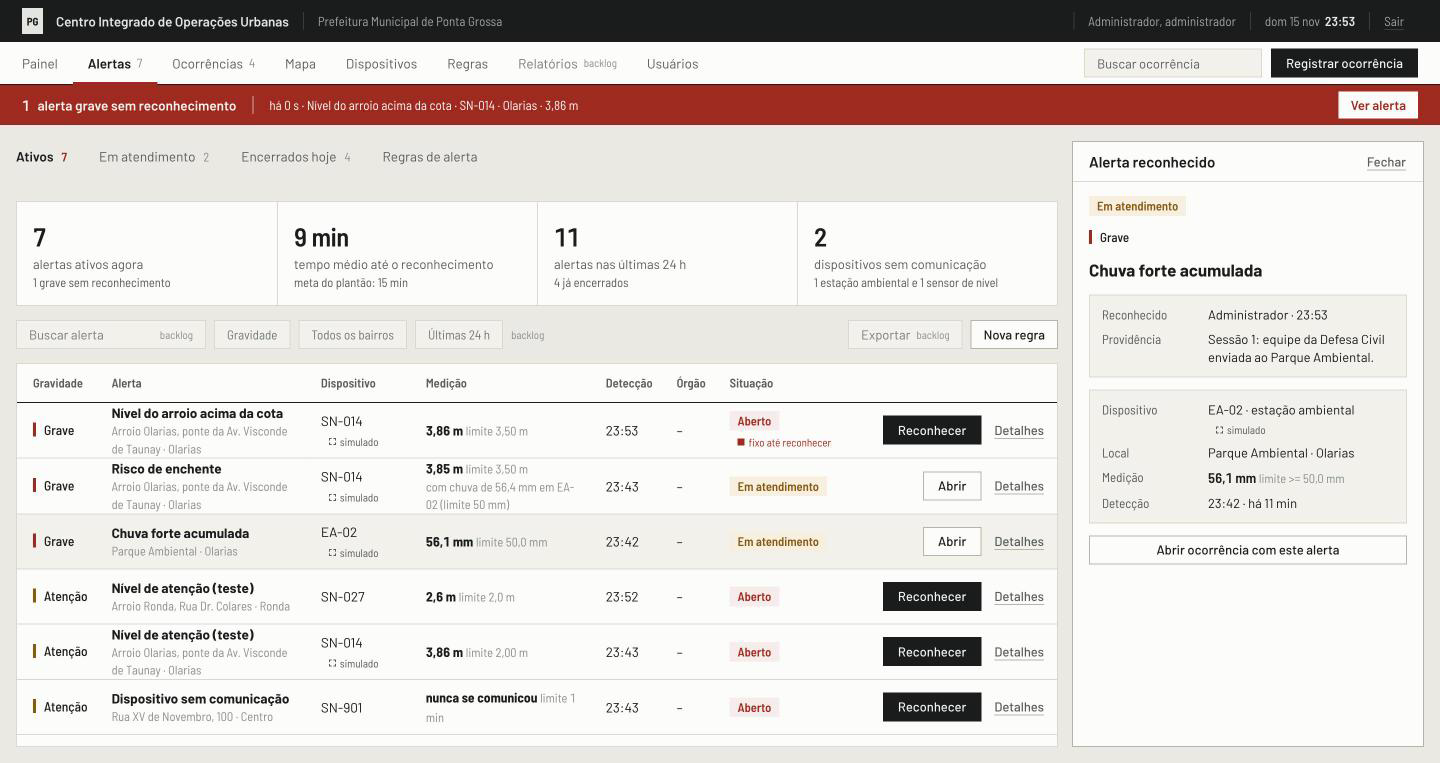 PG Centro Integrado de Operações Urbanas Prefeitura Municipal de Ponta Grossa Administrador, administrador dom 15 nov 23:53 Sair
Painel Alertas 7 Ocorrências 4 Mapa Dispositivos Regras Relatórios backlog Usuários Buscar ocorrência Registrar ocorrência
1 alerta grave sem reconhecimento há 0 s · Nível do arroio acima da cota · SN-014 · Olarias · 3,86 m Ver alerta
Ativos 7 Em atendimento 2 Encerrados hoje 4 Regras de alerta
7
alertas ativos agora
1 grave sem reconhecimento
9 min
tempo médio até o reconhecimento
meta do plantão: 15 min
11
alertas nas últimas 24 h
4 já encerrados
2
dispositivos sem comunicação
1 estação ambiental e 1 sensor de nível
Buscar alerta backlog Gravidade Todos os bairros Últimas 24 h backlog Exportar backlog Nova regra
Gravidade Alerta Dispositivo Medição Detecção Órgão Situação
Grave
Nível do arroio acima da cota
Arroio Olarias, ponte da Av. Visconde
de Taunay · Olarias
SN-014
simulado
3,86 m limite 3,50 m
23:53
–
Aberto
fixo até reconhecer
Reconhecer Detalhes
Grave
Risco de enchente
Arroio Olarias, ponte da Av. Visconde
de Taunay · Olarias
SN-014
simulado
3,85 m limite 3,50 m
com chuva de 56,4 mm em EA-
02 (limite 50 mm)
23:43
–
Em atendimento
Abrir Detalhes
Grave
Chuva forte acumulada
Parque Ambiental · Olarias
EA-02
simulado
56,1 mm limite 50,0 mm
23:42
–
Em atendimento
Abrir Detalhes
Atenção
Nível de atenção (teste)
Arroio Ronda, Rua Dr. Colares · Ronda
SN-027
2,6 m limite 2,0 m
23:52
–
Aberto
Reconhecer Detalhes
Atenção
Nível de atenção (teste)
Arroio Olarias, ponte da Av. Visconde
de Taunay · Olarias
SN-014
simulado
3,86 m limite 2,00 m
23:43
–
Aberto
Reconhecer Detalhes
Atenção
Dispositivo sem comunicação
Rua XV de Novembro, 100 · Centro
SN-901
nunca se comunicou limite 1
min
23:43
–
Aberto
Reconhecer Detalhes
Alerta reconhecido Fechar
Em atendimento
Grave
Chuva forte acumulada
Reconhecido Administrador · 23:53
Providência Sessão 1: equipe da Defesa Civil
enviada ao Parque Ambiental.
Dispositivo EA-02 · estação ambiental
simulado
Local Parque Ambiental · Olarias
Medição 56,1 mm limite >= 50,0 mm
Detecção 23:42 · há 11 min
Abrir ocorrência com este alerta